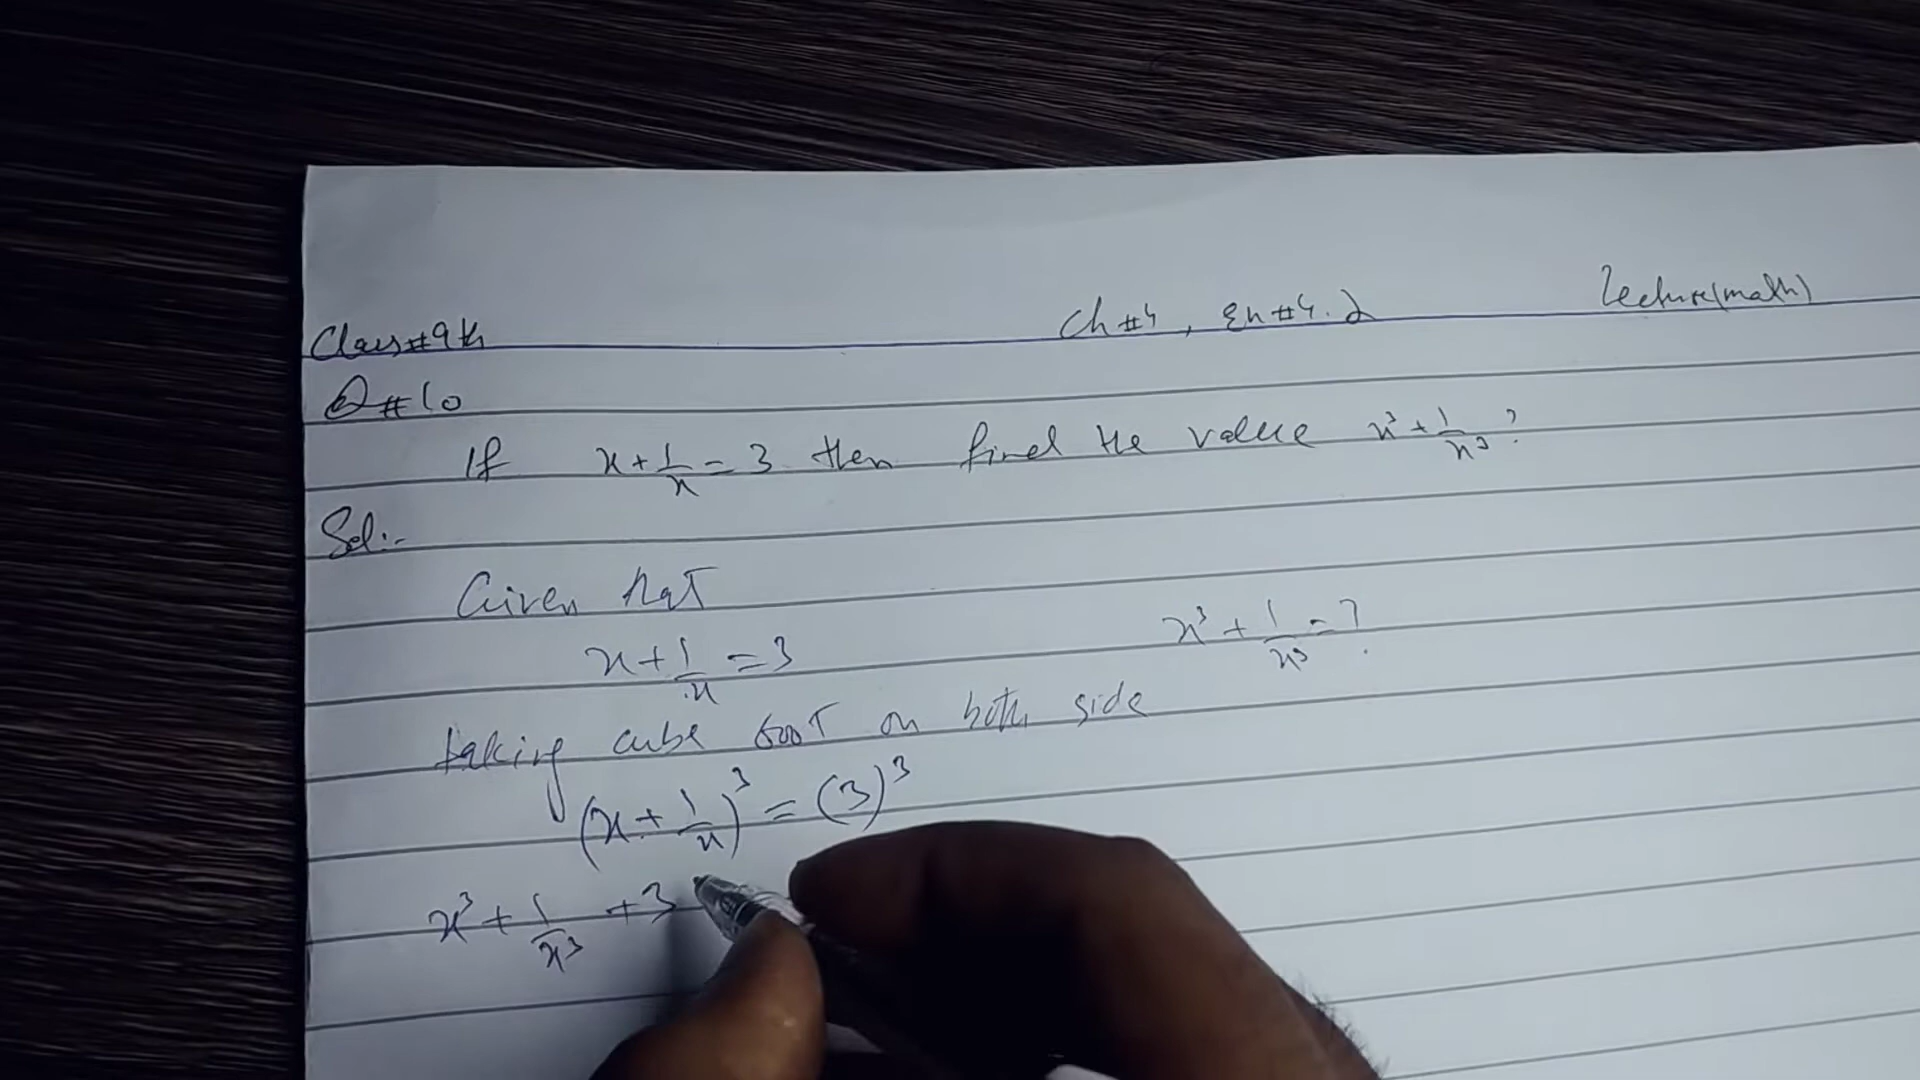 Class#9th Ch#4, Ex#4.2 Lecture(math)
Q#10
If x+1/x=3 then find the value x³+1/x³?
Sol:-
Given that
x+1/x=3 x³+1/x³=?
taking cube root on both side
(x+1/x)³=(3)³
x³+1/x³+3